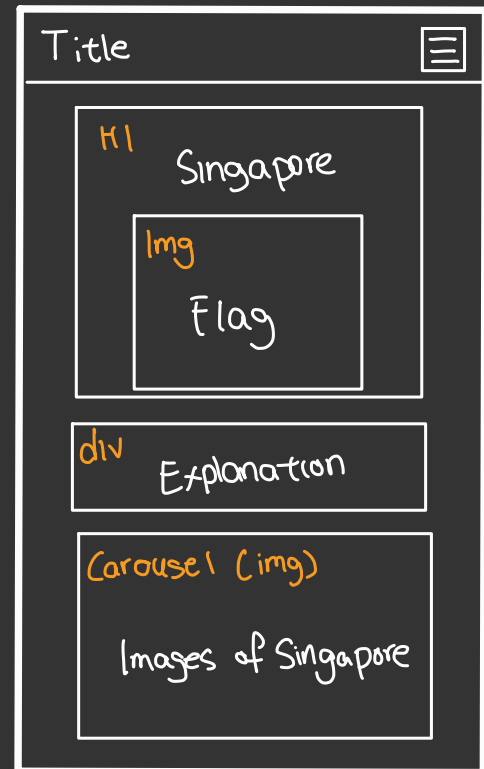 Title
H1
Singapore
Img
Flag
div
Explanation
Carousel (img)
Images of Singapore